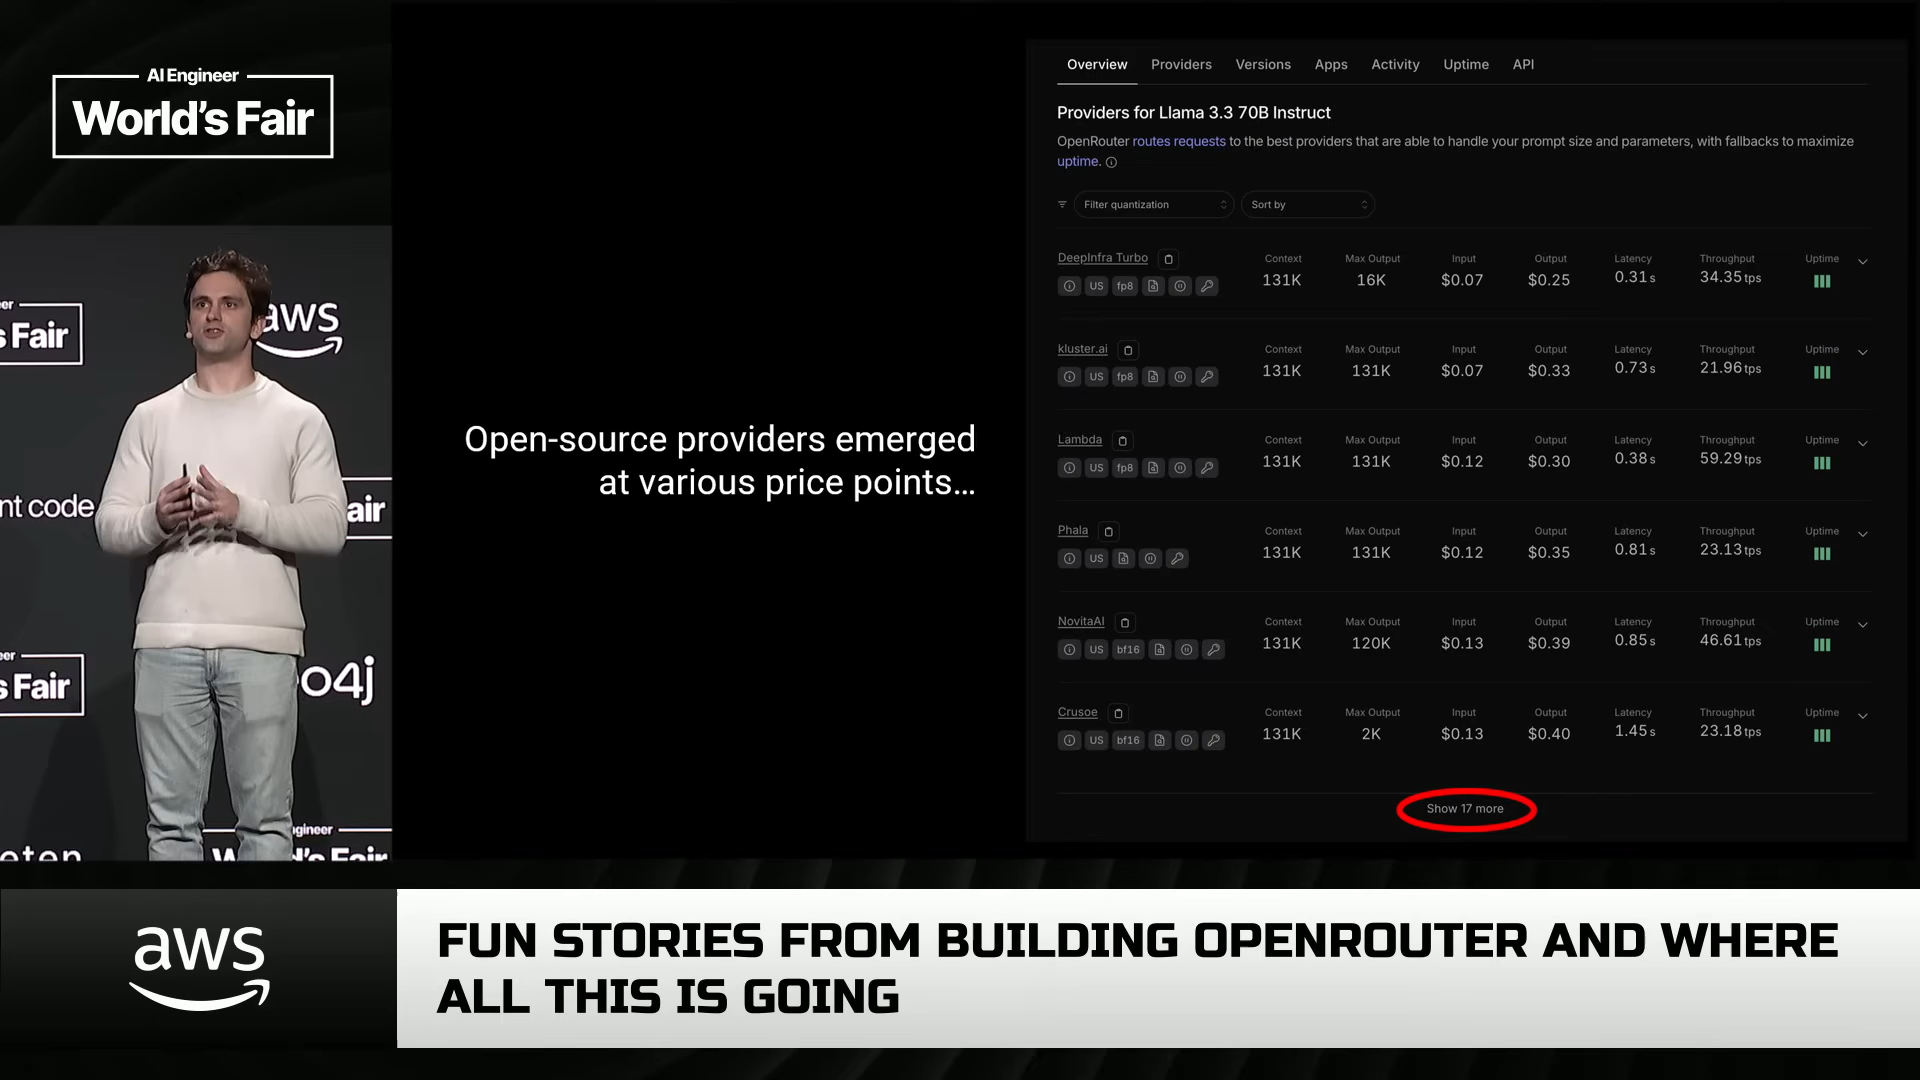 AI Engineer
World's Fair
aws
s Fair
nt code
air
s Fair
o4j
gineer
Open-source providers emerged
at various price points...
Overview Providers Versions Apps Activity Uptime API
Providers for Llama 3.3 70B Instruct
OpenRouter routes requests to the best providers that are able to handle your prompt size and parameters, with fallbacks to maximize
uptime.
Filter quantization Sort by
DeepInfra Turbo Context Max Output Input Output Latency Throughput Uptime
US fp8 131K 16K $0.07 $0.25 0.31s 34.35tps
kluster.ai Context Max Output Input Output Latency Throughput Uptime
US fp8 131K 131K $0.07 $0.33 0.73s 21.96tps
Lambda Context Max Output Input Output Latency Throughput Uptime
US fp8 131K 131K $0.12 $0.30 0.38s 59.29tps
Phala Context Max Output Input Output Latency Throughput Uptime
US 131K 131K $0.12 $0.35 0.81s 23.13tps
NovitaAI Context Max Output Input Output Latency Throughput Uptime
US bf16 131K 120K $0.13 $0.39 0.85s 46.61tps
Crusoe Context Max Output Input Output Latency Throughput Uptime
US bf16 131K 2K $0.13 $0.40 1.45s 23.18tps
Show 17 more
aws
FUN STORIES FROM BUILDING OPENROUTER AND WHERE
ALL THIS IS GOING